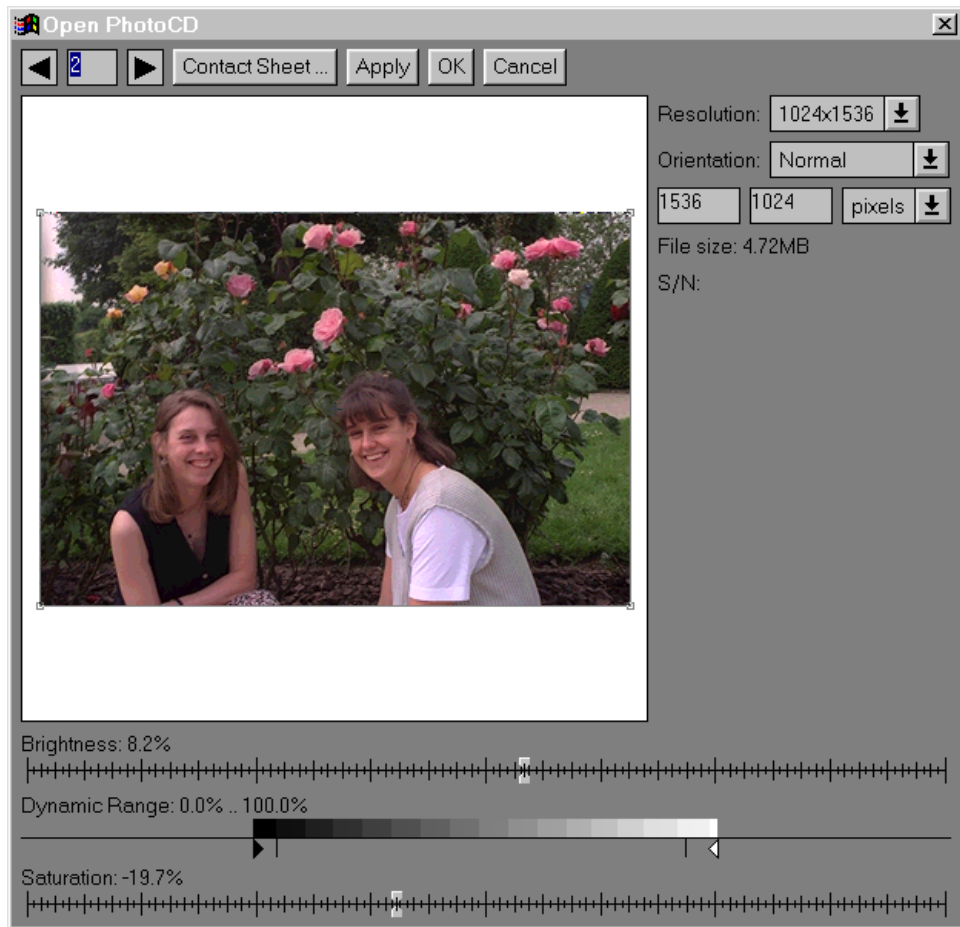 Open PhotoCD
2 Contact Sheet ... Apply OK Cancel
Resolution: 1024x1536
Orientation: Normal
1536 1024 pixels
File size: 4.72MB
S/N:
Brightness: 8.2%
Dynamic Range: 0.0% .. 100.0%
Saturation: -19.7%